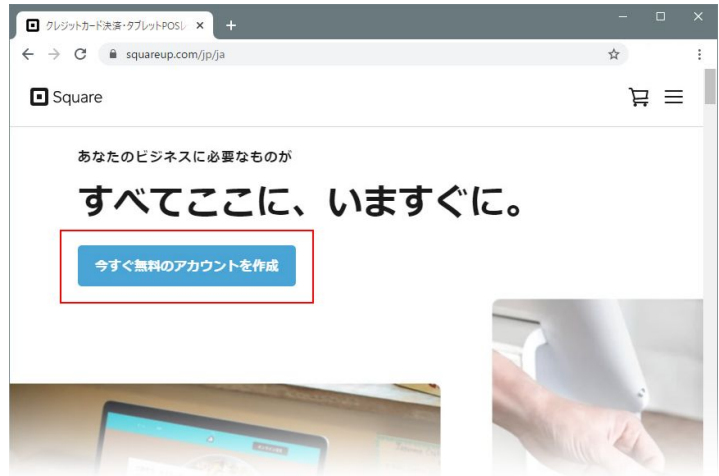 クレジットカード決済・タブレットPOSレ
squareup.com/jp/ja
Square
あなたのビジネスに必要なものが
すべてここに、いますぐに。
今すぐ無料のアカウントを作成